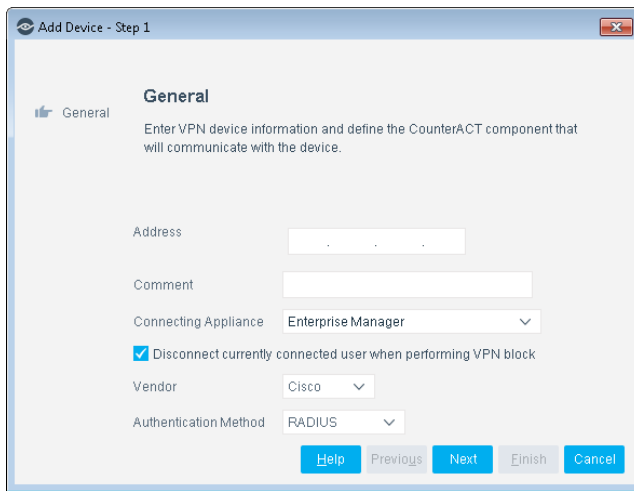 Add Device - Step 1
General
General
Enter VPN device information and define the CounterACT component that
will communicate with the device.
Address
. . .
Comment
Connecting Appliance Enterprise Manager
Disconnect currently connected user when performing VPN block
Vendor Cisco
Authentication Method RADIUS
Help Previous Next Finish Cancel